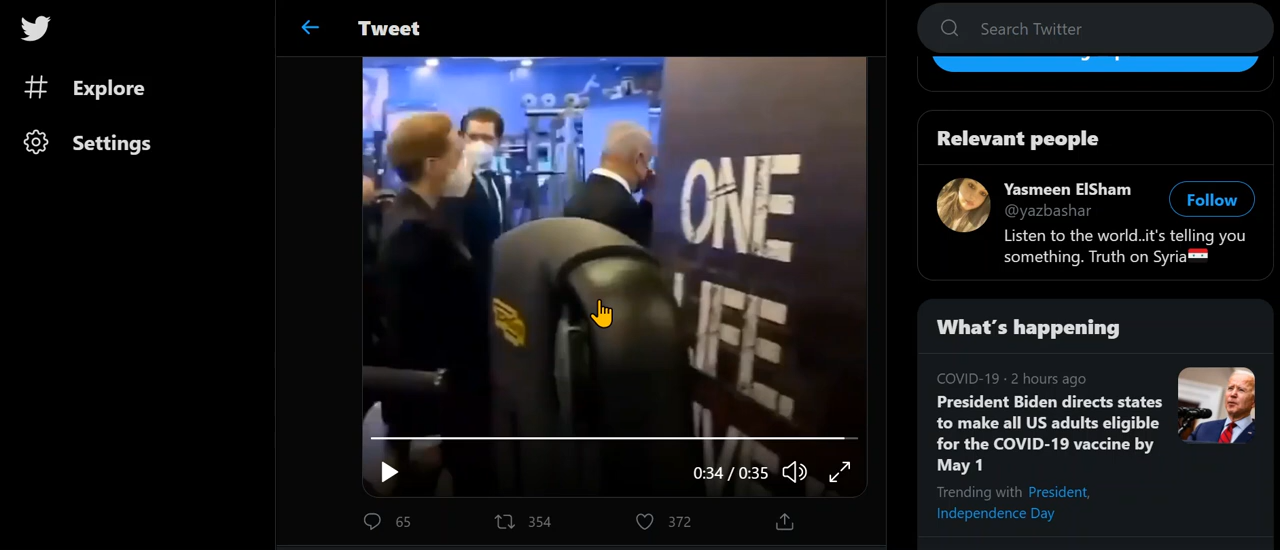 Tweet
Search Twitter
Explore
Settings
ONE
LIFE.
0:34 / 0:35
65
354
372
Relevant people
Yasmeen ElSham
@yazbashar
Follow
Listen to the world..it's telling you
something. Truth on Syria
What's happening
COVID-19 · 2 hours ago
President Biden directs states
to make all US adults eligible
for the COVID-19 vaccine by
May 1
Trending with President,
Independence Day